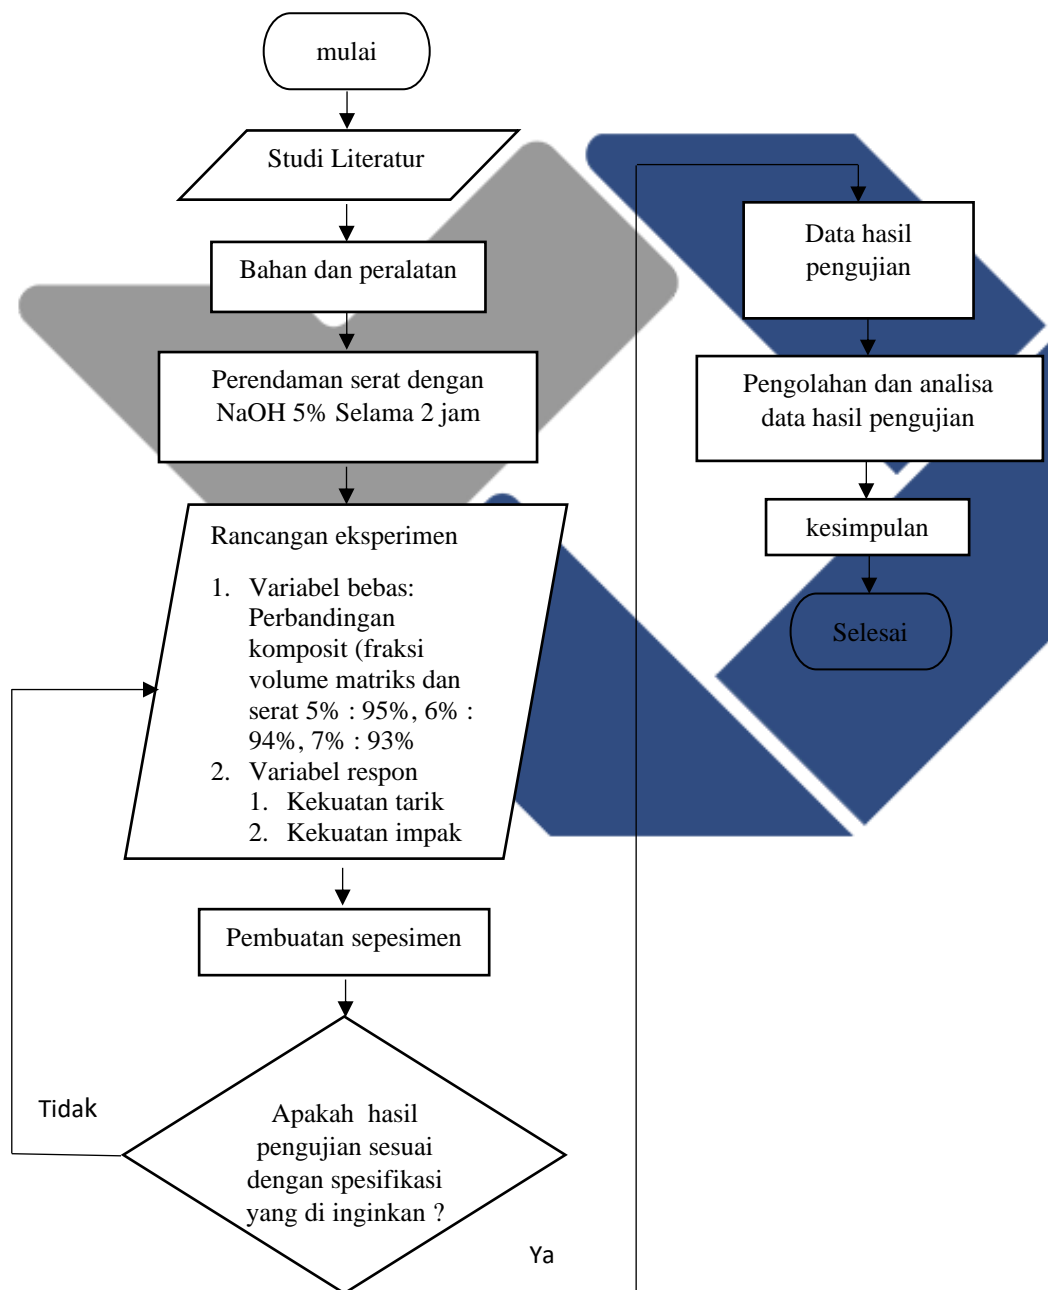 mulai
Studi Literatur
Bahan dan peralatan
Perendaman serat dengan
NaOH 5% Selama 2 jam
Rancangan eksperimen
1. Variabel bebas:
Perbandingan
komposit (fraksi
volume matriks dan
serat 5% : 95%, 6% :
94%, 7% : 93%
2. Variabel respon
1. Kekuatan tarik
2. Kekuatan impak
Pembuatan sepesimen
Apakah hasil
pengujian sesuai
dengan spesifikasi
yang di inginkan ?
Tidak
Ya
Data hasil
pengujian
Pengolahan dan analisa
data hasil pengujian
kesimpulan
Selesai